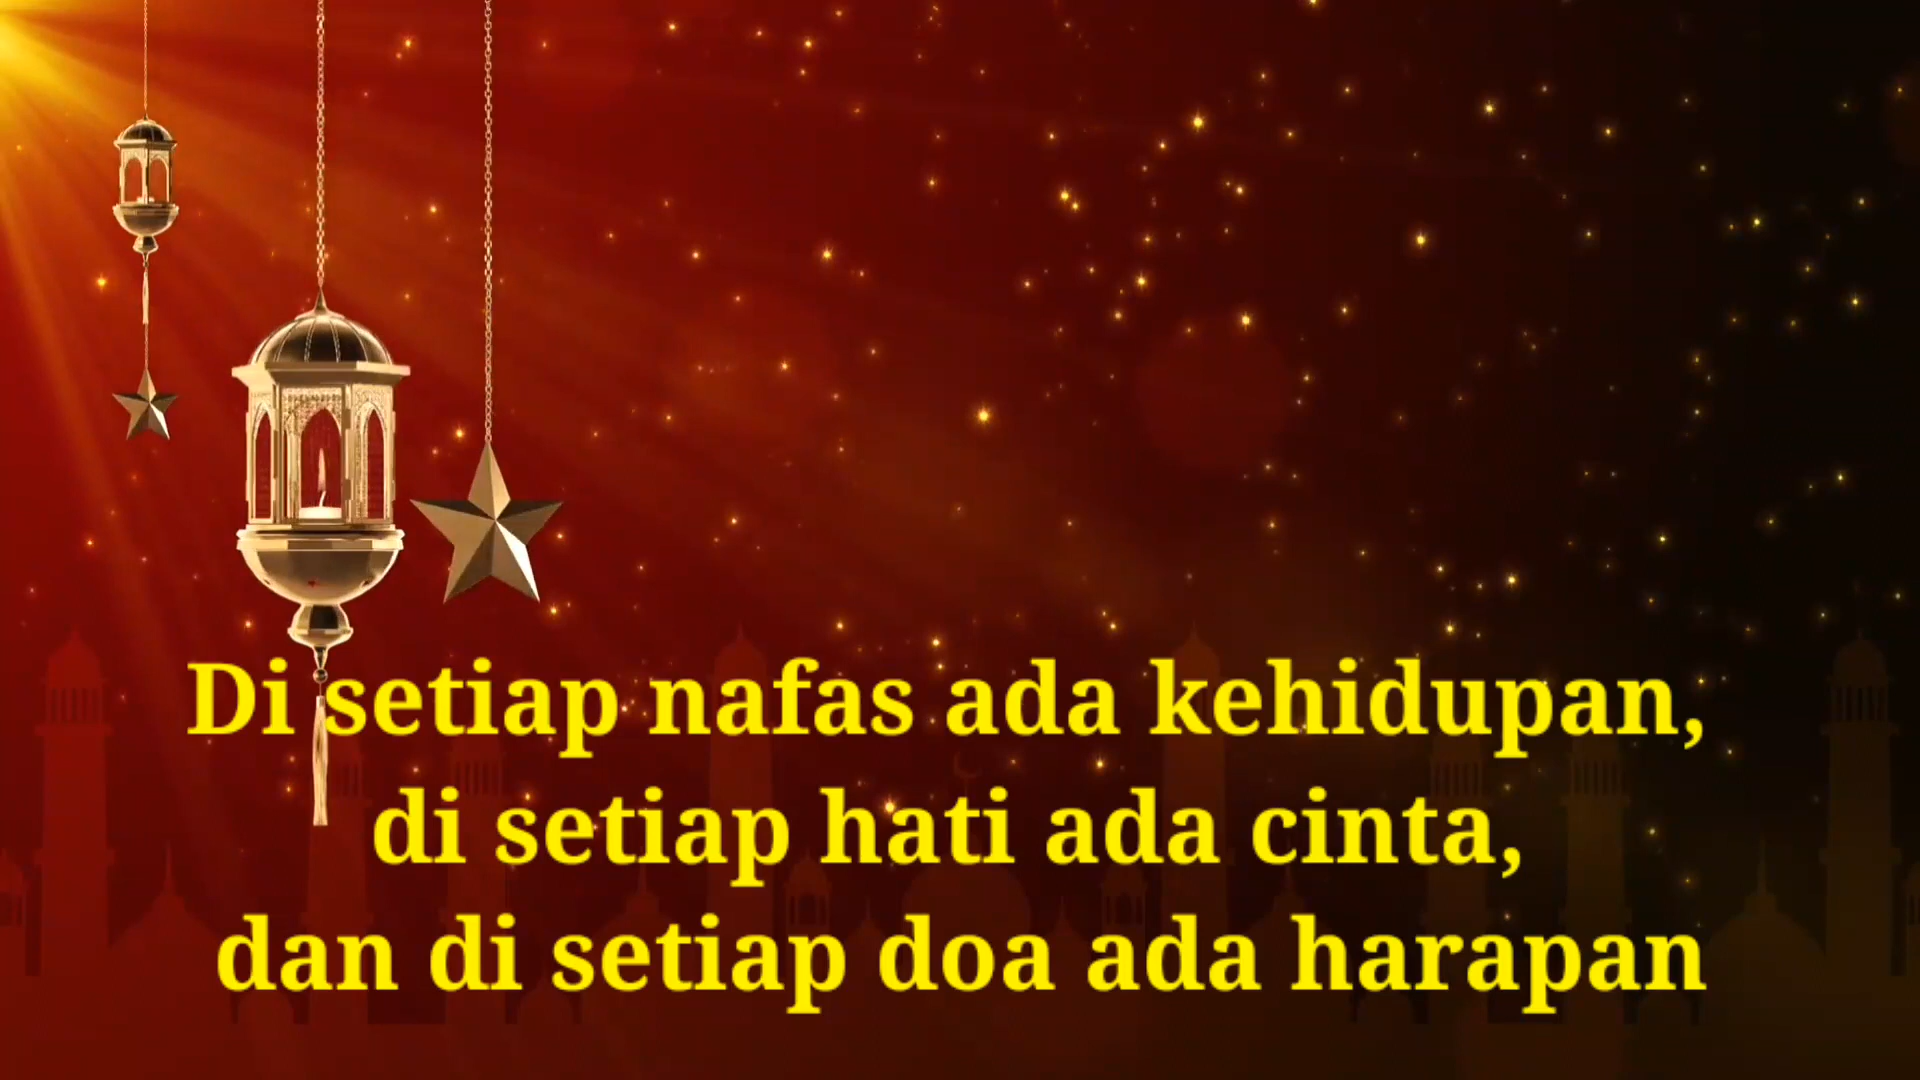 Di setiap nafas ada kehidupan,
di setiap hati ada cinta,
dan di setiap doa ada harapan